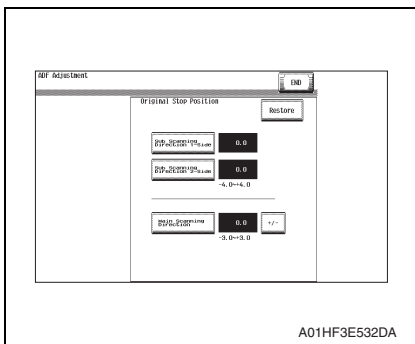 ADF Adjustment
END
Original Stop Position
Restore
Sub Scanning
Direction 1-Side
0.0
Sub Scanning
Direction 2-Side
0.0
-4.0~+4.0
Main Scanning
Direction
0.0
+/-
-3.0~+3.0
A01HF3E532DA